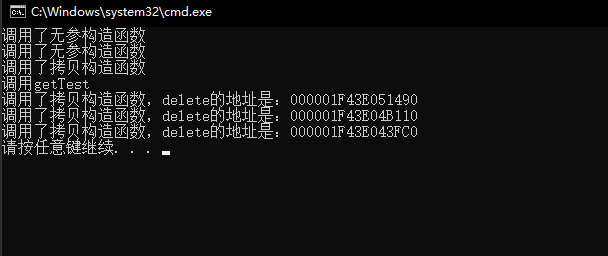 C:\Windows\system32\cmd.exe
调用了无参构造函数
调用了无参构造函数
调用了拷贝构造函数
调用getTest
调用了拷贝构造函数，delete的地址是：000001F43E051490
调用了拷贝构造函数，delete的地址是：000001F43E04B110
调用了拷贝构造函数，delete的地址是：000001F43E043FC0
请按任意键继续. . .